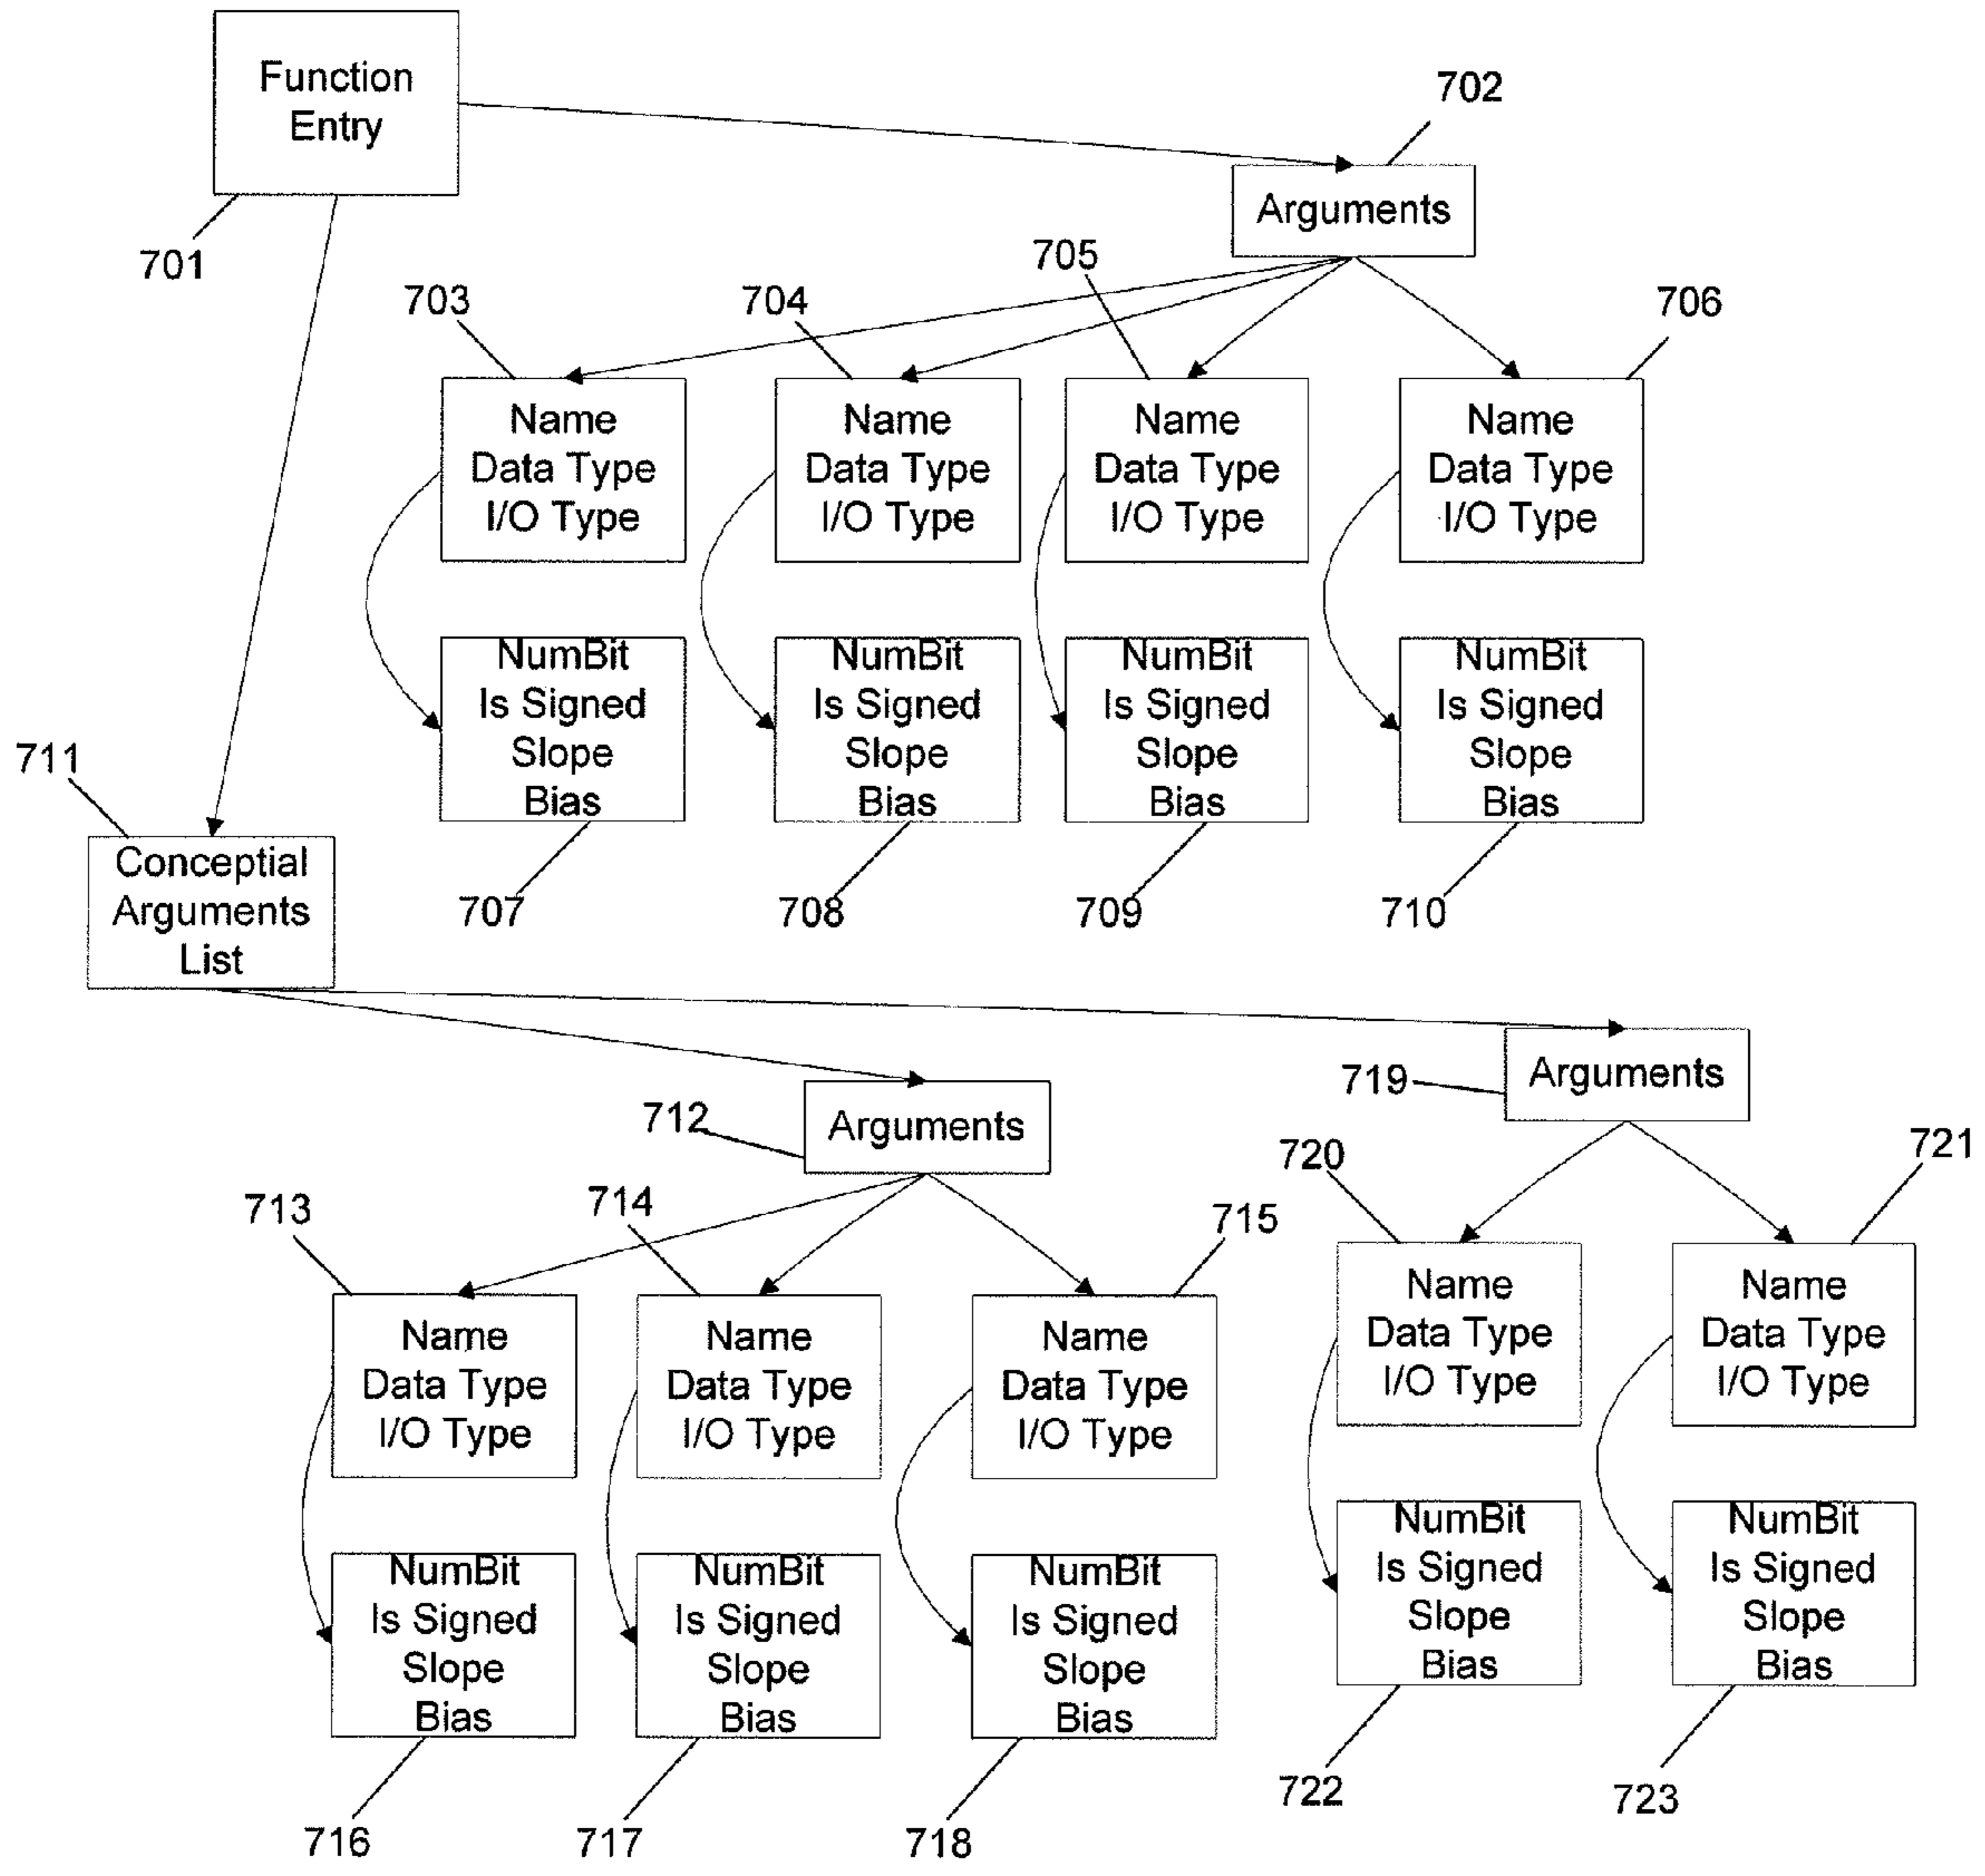 Function
Entry
701
702
Arguments
703
704
705
706
Name
Data Type
I/O Type
Name
Data Type
I/O Type
Name
Data Type
I/O Type
Name
Data Type
I/O Type
NumBit
Is Signed
Slope
Bias
NumBit
Is Signed
Slope
Bias
NumBit
Is Signed
Slope
Bias
NumBit
Is Signed
Slope
Bias
707
708
709
710
711
Conceptial
Arguments
List
712
Arguments
719
Arguments
713
714
715
720
721
Name
Data Type
I/O Type
Name
Data Type
I/O Type
Name
Data Type
I/O Type
Name
Data Type
I/O Type
Name
Data Type
I/O Type
NumBit
Is Signed
Slope
Bias
NumBit
Is Signed
Slope
Bias
NumBit
Is Signed
Slope
Bias
NumBit
Is Signed
Slope
Bias
NumBit
Is Signed
Slope
Bias
716
717
718
722
723